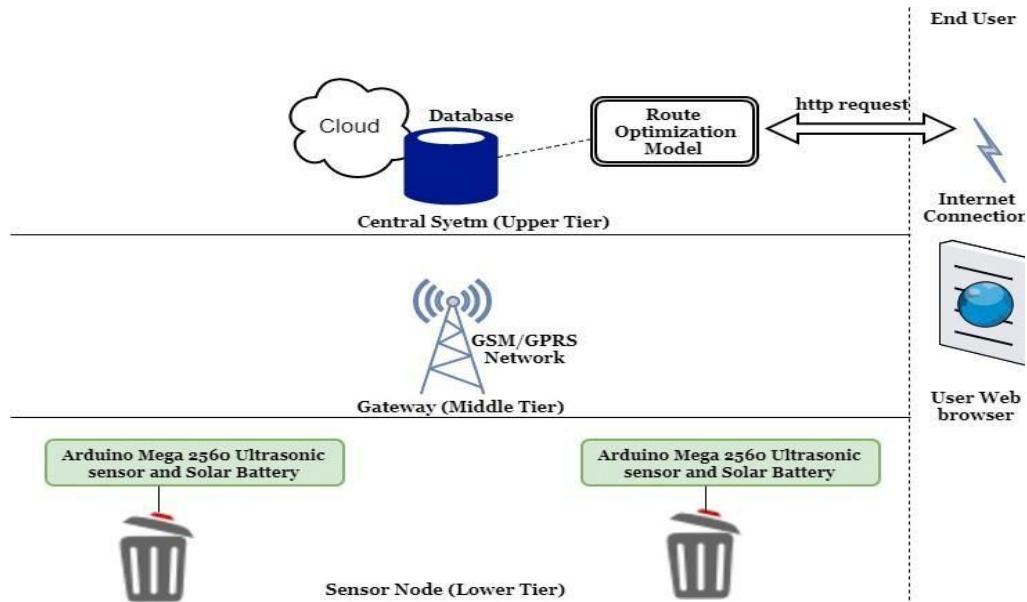 End User
http request
Cloud
Database
Route
Optimization
Model
Internet
Connection
Central Syetm (Upper Tier)
GSM/GPRS
Network
Gateway (Middle Tier)
User Web
browser
Arduino Mega 2560 Ultrasonic
sensor and Solar Battery
Arduino Mega 2560 Ultrasonic
sensor and Solar Battery
Sensor Node (Lower Tier)